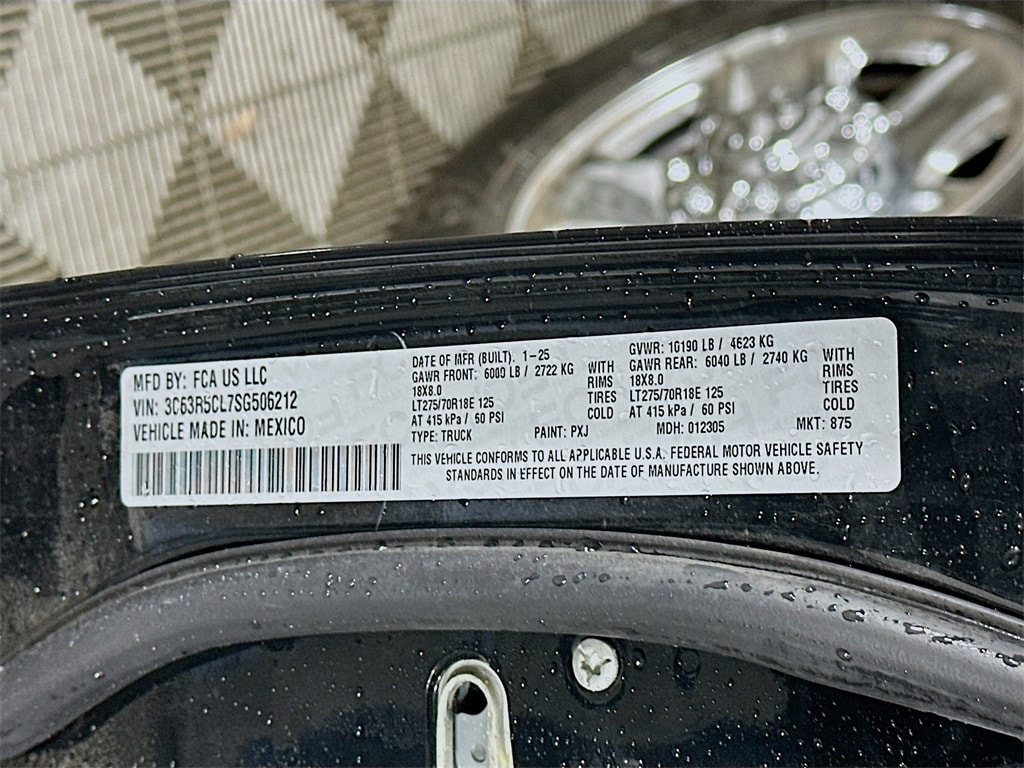 MFD BY: FCA US LLC
VIN: 3C63R5CL7SG506212
VEHICLE MADE IN: MEXICO
DATE OF MFR (BUILT). 1-25
GAWR FRONT: 6000 LB / 2722 KG
18X8.0
LT275/70R18E 125
AT 415 kPa / 60 PSI
WITH
RIMS
TIRES
COLD
GVWR: 10190 LB / 4623 KG
GAWR REAR: 6040 LB / 2740 KG
18X8.0
LT275/70R18E 125
AT 415 kPa / 60 PSI
WITH
RIMS
TIRES
COLD
TYPE: TRUCK PAINT: PXJ MDH: 012305 MKT: 875
THIS VEHICLE CONFORMS TO ALL APPLICABLE U.S.A. FEDERAL MOTOR VEHICLE SAFETY
STANDARDS IN EFFECT ON THE DATE OF MANUFACTURE SHOWN ABOVE.